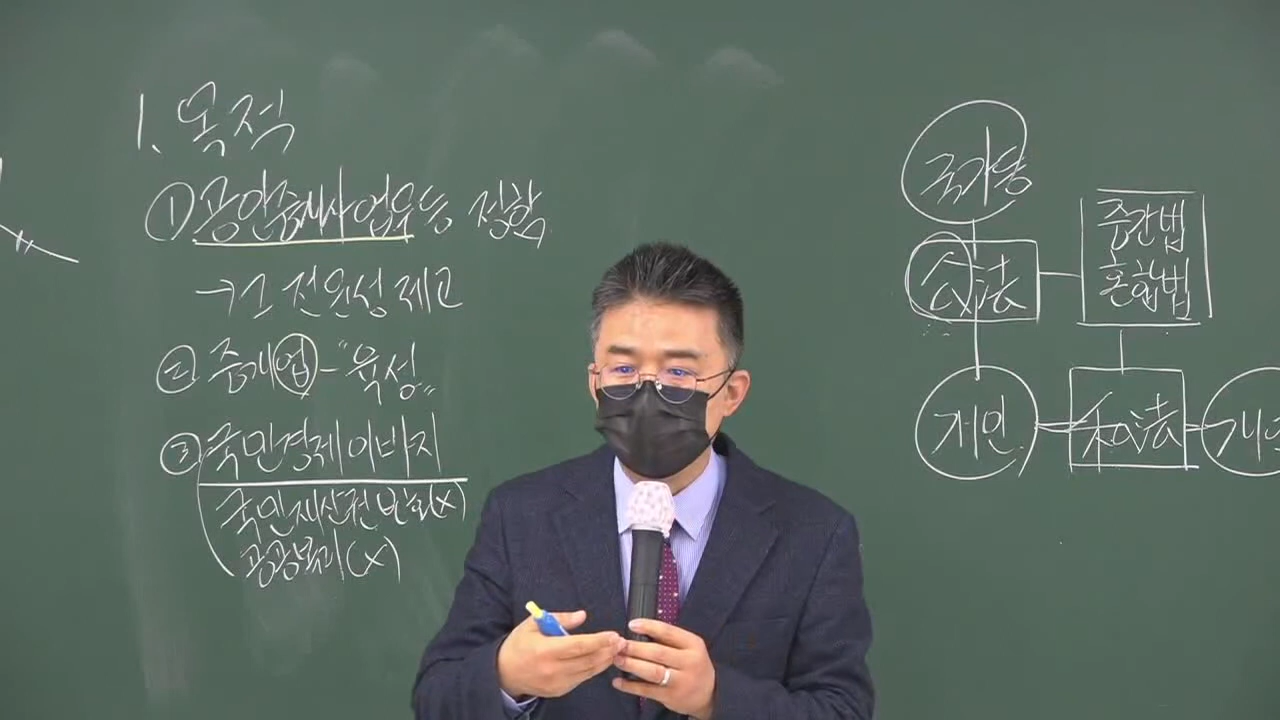 1. 목적
① 공인중개사 업무 등 정함
→ 그 전문성 제고
② 중개업 - "육성"
③ 국민경제 이바지
국민 재산권 보호(x)
공공복리(x)
국가 등
公法
중간법
혼합법
개인
私法